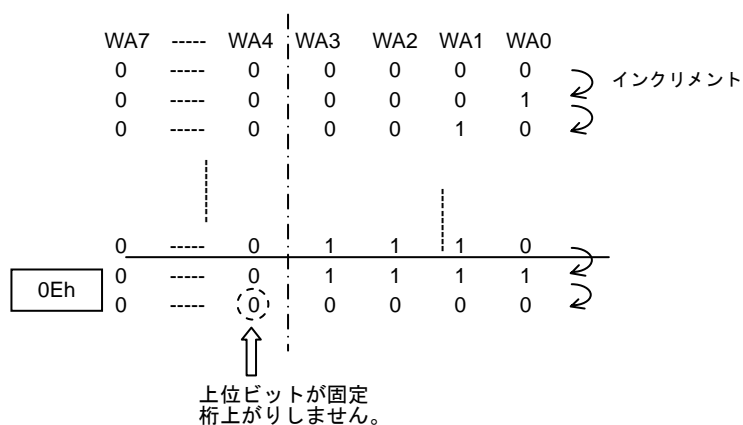 WA7 ----- WA4 WA3 WA2 WA1 WA0
0 ----- 0 0 0 0 0
インクリメント
0 ----- 0 0 0 0 1
0 ----- 0 0 0 1 0
0 ----- 0 1 1 1 0
0Eh
0 ----- 0 1 1 1 1
0 ----- 0 0 0 0 0
上位ビットが固定
桁上がりしません。